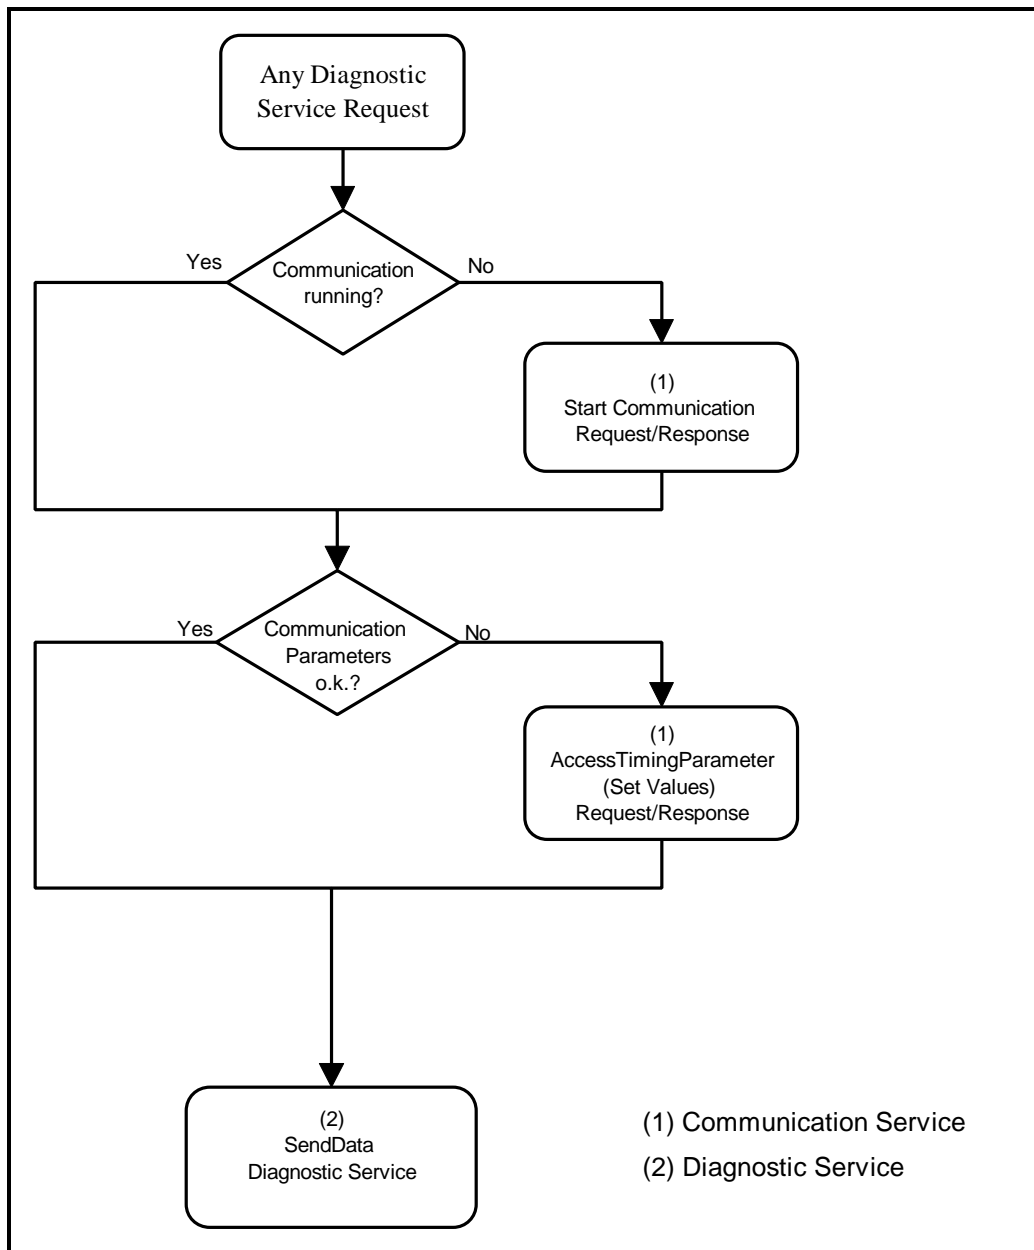 Any Diagnostic
Service Request
Yes
Communication
running?
No
(1)
Start Communication
Request/Response
Yes
Communication
Parameters
o.k.?
No
(1)
AccessTimingParameter
(Set Values)
Request/Response
(2)
SendData
Diagnostic Service
(1) Communication Service
(2) Diagnostic Service